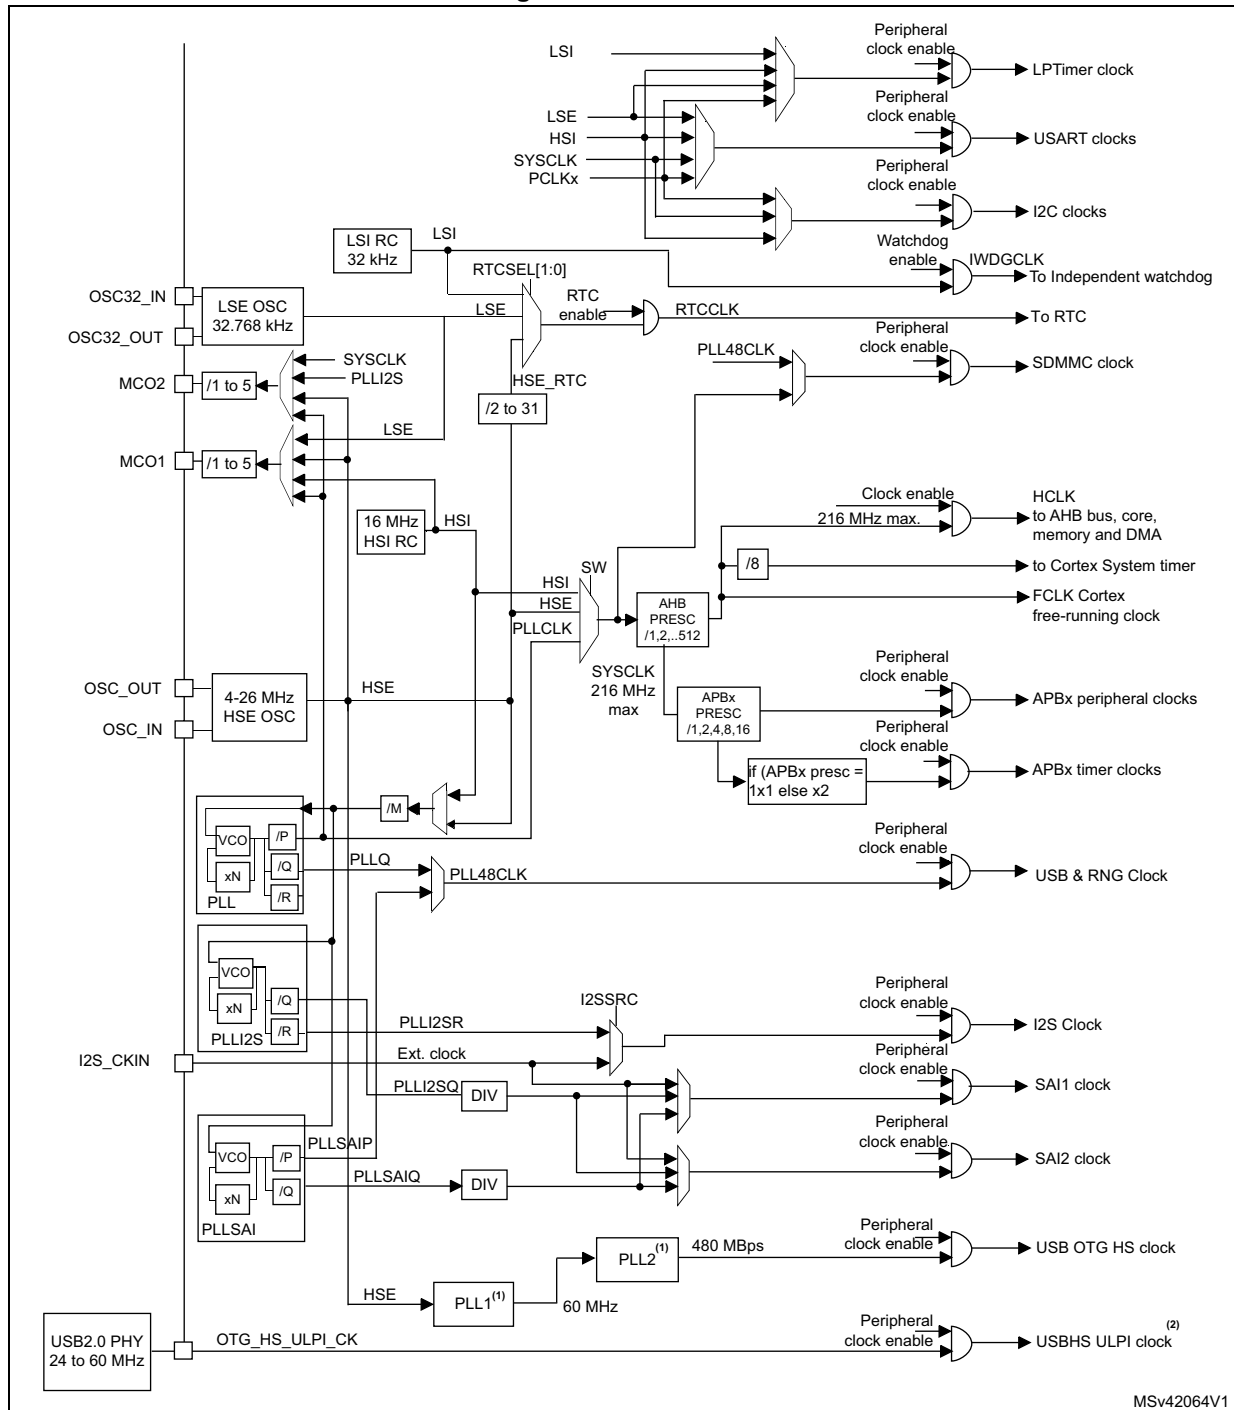 Peripheral
clock enable
LSI
LPTimer clock
Peripheral
clock enable
LSE
HSI
USART clocks
SYSCLK
PCLKx
Peripheral
clock enable
I2C clocks
LSI RC
32 kHz
LSI
Watchdog
enable
IWDGCLK
To Independent watchdog
RTCSEL[1:0]
OSC32_IN
OSC32_OUT
LSE OSC
32.768 kHz
LSE
RTC
enable
RTCCLK
To RTC
PLL48CLK
Peripheral
clock enable
SDMMC clock
MCO2
/1 to 5
SYSCLK
PLLI2S
HSE_RTC
/2 to 31
LSE
MCO1
/1 to 5
16 MHz
HSI RC
HSI
Clock enable
216 MHz max.
HCLK
to AHB bus, core,
memory and DMA
/8
to Cortex System timer
SW
HSI
HSE
PLLCLK
AHB
PRESC
/1,2,..512
FCLK Cortex
free-running clock
SYSCLK
216 MHz
max
OSC_OUT
OSC_IN
4-26 MHz
HSE OSC
HSE
APBx
PRESC
/1,2,4,8,16
Peripheral
clock enable
APBx peripheral clocks
Peripheral
clock enable
if (APBx presc =
1x1 else x2
APBx timer clocks
/M
VCO
xN
/P
/Q
/R
PLL
PLLQ
PLL48CLK
Peripheral
clock enable
USB & RNG Clock
VCO
xN
/Q
/R
PLLI2S
PLLI2SR
I2SSRC
Peripheral
clock enable
I2S Clock
I2S_CKIN
Ext. clock
PLLI2SQ
DIV
Peripheral
clock enable
SAI1 clock
VCO
xN
/P
/Q
PLLSAI
PLLSAIP
PLLSAIQ
DIV
Peripheral
clock enable
SAI2 clock
Peripheral
clock enable
HSE
PLL1(1)
60 MHz
PLL2(1)
480 MBps
USB OTG HS clock
USB2.0 PHY
24 to 60 MHz
OTG_HS_ULPI_CK
Peripheral
clock enable
USBHS ULPI clock(2)
MSv42064V1